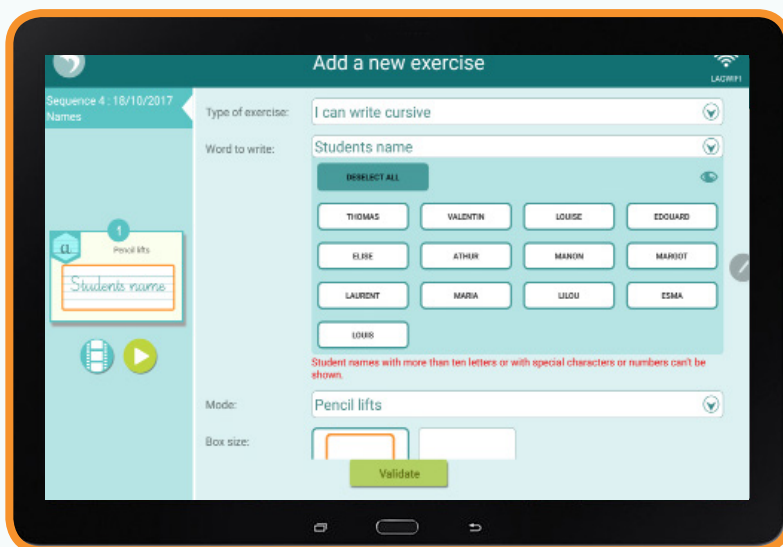 Add a new exercise
LAGWIFI
Sequence 4 : 18/10/2017
Names
Type of exercise:
I can write cursive
Word to write:
Students name
DESELECT ALL
THOMAS
VALENTIN
LOUISE
EDOUARD
ELISE
ATHUR
MANON
MARGOT
LAURENT
MARIA
LILOU
ESMA
LOUIS
Student names with more than ten letters or with special characters or numbers can't be
shown.
1
a
Pencil lifts
Students name
Mode:
Pencil lifts
Box size:
Validate